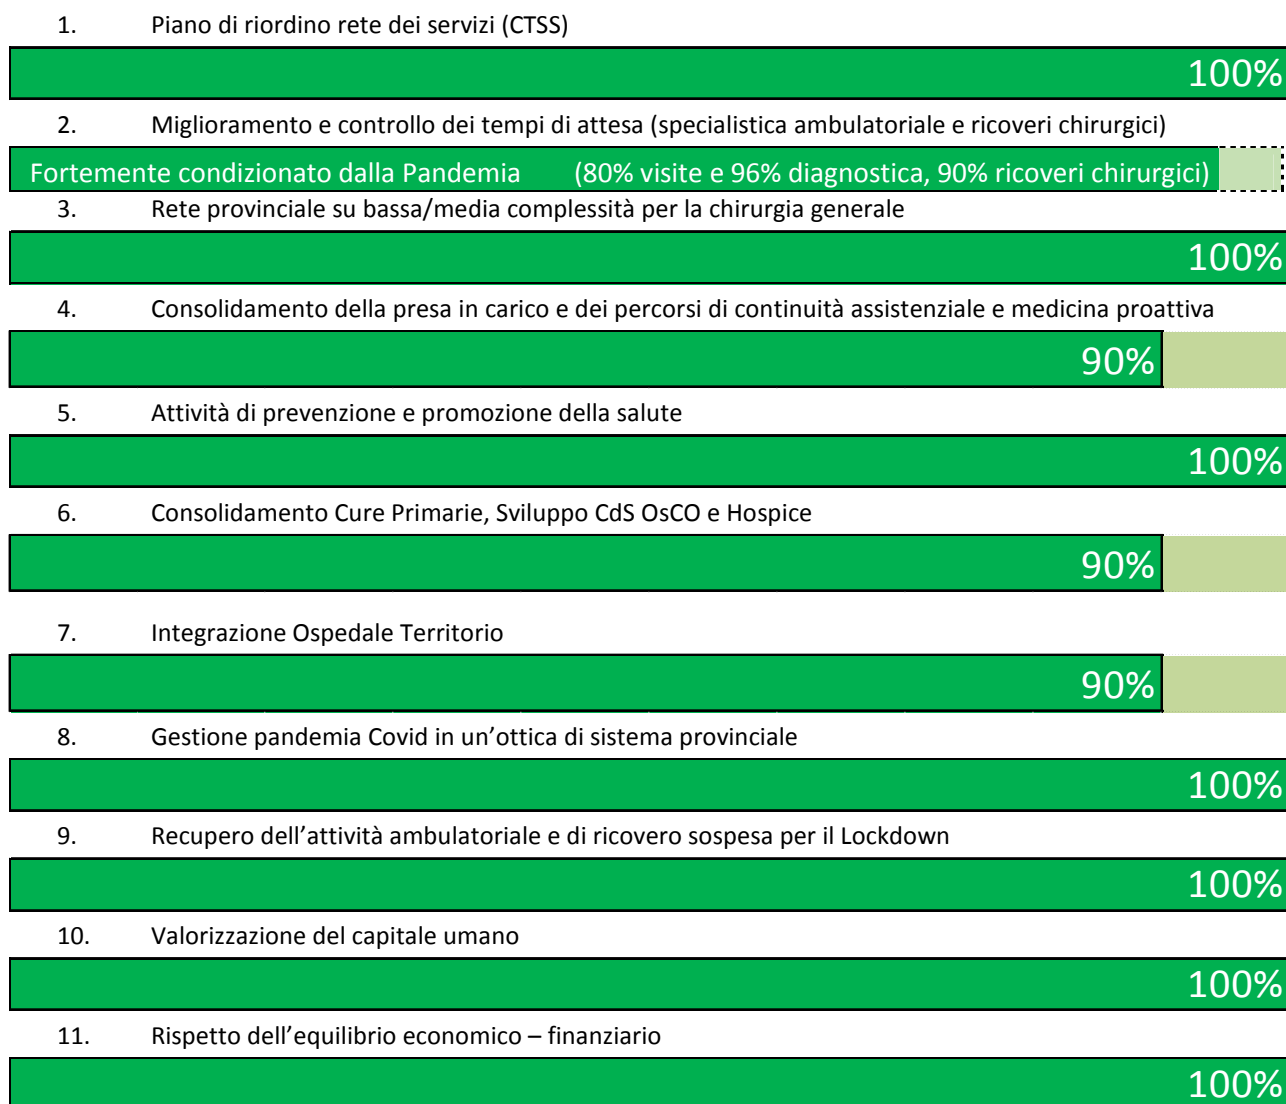 1. Piano di riordino rete dei servizi (CTSS)
100%
2. Miglioramento e controllo dei tempi di attesa (specialistica ambulatoriale e ricoveri chirurgici)
Fortemente condizionato dalla Pandemia (80% visite e 96% diagnostica, 90% ricoveri chirurgici)
3. Rete provinciale su bassa/media complessità per la chirurgia generale
100%
4. Consolidamento della presa in carico e dei percorsi di continuità assistenziale e medicina proattiva
90%
5. Attività di prevenzione e promozione della salute
100%
6. Consolidamento Cure Primarie, Sviluppo CdS OsCO e Hospice
90%
7. Integrazione Ospedale Territorio
90%
8. Gestione pandemia Covid in un’ottica di sistema provinciale
100%
9. Recupero dell’attività ambulatoriale e di ricovero sospesa per il Lockdown
100%
10. Valorizzazione del capitale umano
100%
11. Rispetto dell’equilibrio economico – finanziario
100%